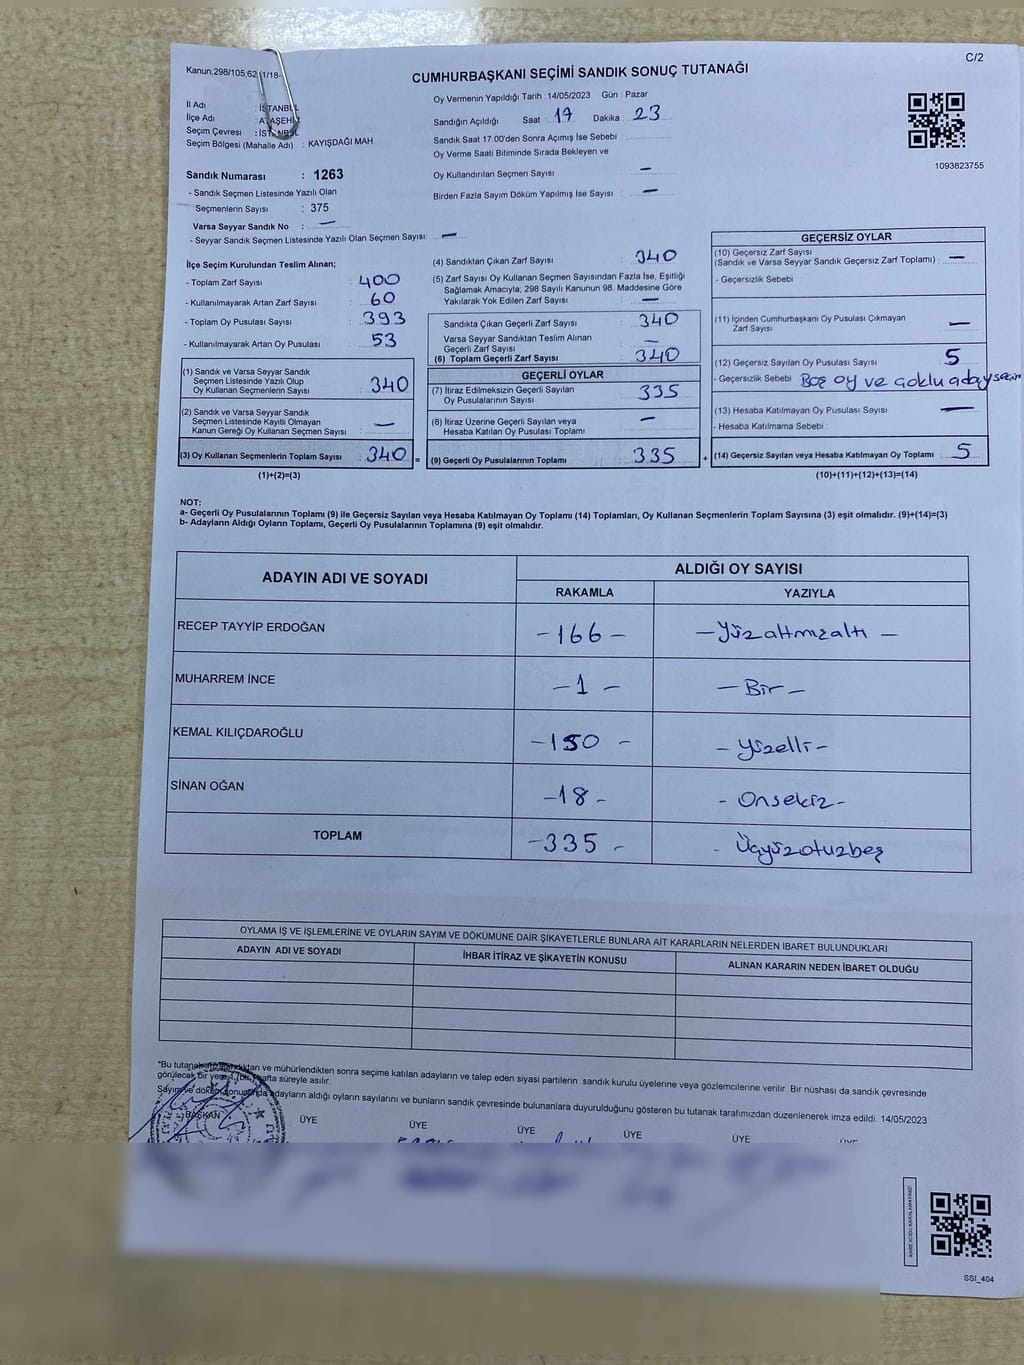 Kanun;298/105,62 1/18-
C/2
CUMHURBAŞKANI SEÇİMİ SANDIK SONUÇ TUTANAĞI
İl Adı : İSTANBUL
İlçe Adı : ATAŞEHİR
Seçim Çevresi : İSTANBUL
Seçim Bölgesi (Mahalle Adı) : KAYIŞDAĞI MAH
Sandık Numarası : 1263
- Sandık Seçmen Listesinde Yazılı Olan
Seçmenlerin Sayısı : 375
Varsa Seyyar Sandık No : —
- Seyyar Sandık Seçmen Listesinde Yazılı Olan Seçmen Sayısı: —
Oy Vermenin Yapıldığı Tarih :14/05/2023 Gün : Pazar
Sandığın Açıldığı Saat 17 Dakika : 23
Sandık Saat 17:00'den Sonra Açımış İse Sebebi :
Oy Verme Saati Bitiminde Sırada Bekleyen ve
Oy Kullandırılan Seçmen Sayısı : —
Birden Fazla Sayım Döküm Yapılmış İse Sayısı : —
1093823755
İlçe Seçim Kurulundan Teslim Alınan;
- Toplam Zarf Sayısı : 400
- Kullanılmayarak Artan Zarf Sayısı : 60
- Toplam Oy Pusulası Sayısı : 393
- Kullanılmayarak Artan Oy Pusulası : 53
(1) Sandık ve Varsa Seyyar Sandık
Seçmen Listesinde Yazılı Olup
Oy Kullanan Seçmenlerin Sayısı : 340
(2) Sandık ve Varsa Seyyar Sandık
Seçmen Listesinde Kayıtlı Olmayan
Kanun Gereği Oy Kullanan Seçmen Sayısı : —
(3) Oy Kullanan Seçmenlerin Toplam Sayısı : 340 =
(1)+(2)=(3)
(4) Sandıktan Çıkan Zarf Sayısı : 340
(5) Zarf Sayısı Oy Kullanan Seçmen Sayısından Fazla İse, Eşitliği
Sağlamak Amacıyla; 298 Sayılı Kanunun 98. Maddesine Göre
Yakılarak Yok Edilen Zarf Sayısı : —
Sandıkta Çıkan Geçerli Zarf Sayısı : 340
Varsa Seyyar Sandıktan Teslim Alınan
Geçerli Zarf Sayısı : —
(6) Toplam Geçerli Zarf Sayısı : 340
GEÇERLİ OYLAR
(7) İtiraz Edilmeksizin Geçerli Sayılan
Oy Pusulalarının Sayısı : 335
(8) İtiraz Üzerine Geçerli Sayılan veya
Hesaba Katılan Oy Pusulası Toplamı : —
(9) Geçerli Oy Pusulalarının Toplamı : 335 +
GEÇERSİZ OYLAR
(10) Geçersiz Zarf Sayısı
(Sandık ve Varsa Seyyar Sandık Geçersiz Zarf Toplamı) : —
- Geçersizlik Sebebi :
(11) İçinden Cumhurbaşkanı Oy Pusulası Çıkmayan
Zarf Sayısı : —
(12) Geçersiz Sayılan Oy Pusulası Sayısı : 5
- Geçersizlik Sebebi : Boş oy ve çoklu aday seçim
(13) Hesaba Katılmayan Oy Pusulası Sayısı : —
- Hesaba Katılmama Sebebi :
(14) Geçersiz Sayılan veya Hesaba Katılmayan Oy Toplamı : 5
(10)+(11)+(12)+(13)=(14)
NOT:
a- Geçerli Oy Pusulalarının Toplamı (9) ile Geçersiz Sayılan veya Hesaba Katılmayan Oy Toplamı (14) Toplamları, Oy Kullanan Seçmenlerin Toplam Sayısına (3) eşit olmalıdır. (9)+(14)=(3)
b- Adayların Aldığı Oyların Toplamı, Geçerli Oy Pusulalarının Toplamına (9) eşit olmalıdır.
ADAYIN ADI VE SOYADI
ALDIĞI OY SAYISI
RAKAMLA YAZIYLA
RECEP TAYYİP ERDOĞAN -166- -Yüzaltmışaltı-
MUHARREM İNCE -1- -Bir-
KEMAL KILIÇDAROĞLU -150- -Yüzelli-
SİNAN OĞAN -18- -Onsekiz-
TOPLAM -335- - Üçyüzotuzbeş
OYLAMA İŞ VE İŞLEMLERİNE VE OYLARIN SAYIM VE DÖKÜMÜNE DAİR ŞİKAYETLERLE BUNLARA AİT KARARLARIN NELERDEN İBARET BULUNDUKLARI
ADAYIN ADI VE SOYADI İHBAR İTİRAZ VE ŞİKAYETİN KONUSU ALINAN KARARIN NEDEN İBARET OLDUĞU
*Bu tutanak ve mühürlendikten sonra seçime katılan adayların ve talep eden siyasi partilerin sandık kurulu üyelerine veya gözlemcilerine verilir. Bir nüshası da sandık çevresinde
görülecek bir yere 1 (bir) hafta süreyle asılır.
Sayım ve döküm sonucunda adayların aldığı oyların sayılarını ve bunların sandık çevresinde bulunanlara duyurulduğunu gösteren bu tutanak tarafımızdan düzenlenerek imza edildi. 14/05/2023
BAŞKAN ÜYE ÜYE ÜYE ÜYE ÜYE
SSI_404